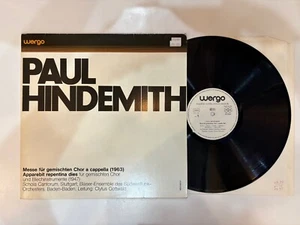 wergo
PAUL
HINDEMITH
Messe für gemischten Chor a cappella (1963)
Apparebit repentina dies für gemischten Chor
und Blechinstrumente (1947)
Schola Cantorum, Stuttgart, Bläser-Ensemble des Südwestfunk-
Orchesters, Baden-Baden, Leitung: Clytus Gottwald
wergo